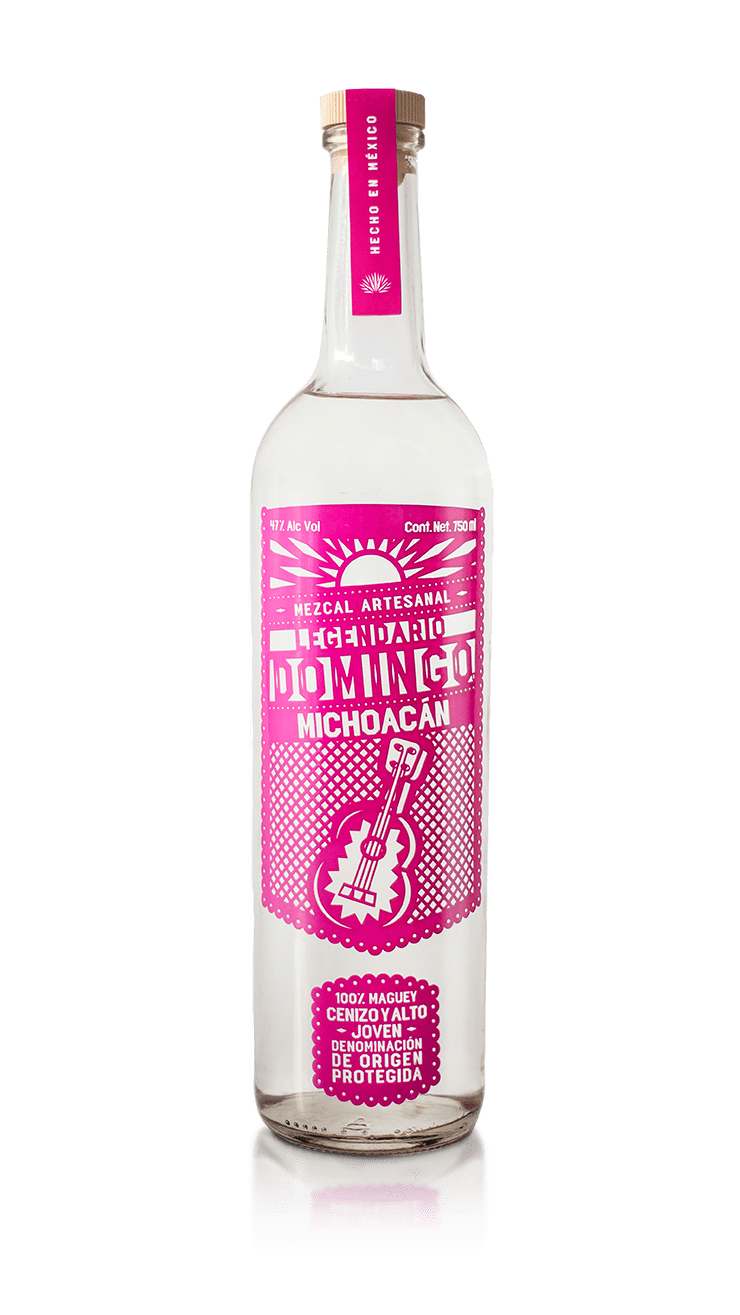 HECHO EN MÉXICO
47% Alc Vol
Cont. Net. 750 ml
MEZCAL ARTESANAL
LEGENDARIO
DOMINGO
MICHOACÁN
100% MAGUEY
CENIZO Y ALTO
JOVEN
DENOMINACIÓN
DE ORIGEN
PROTEGIDA